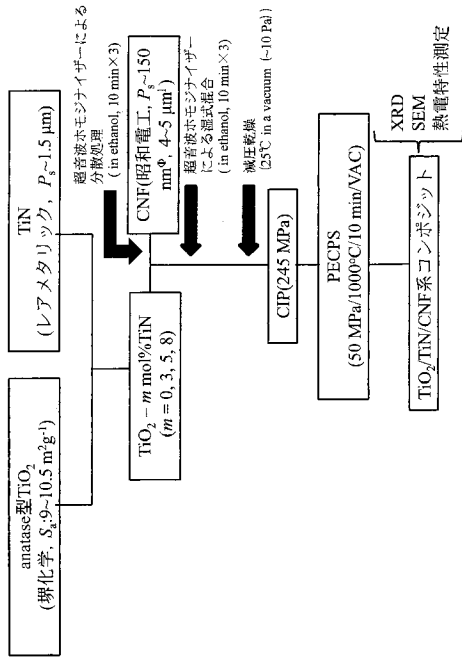 anatase型TiO₂
(堺化学, Sₐ:9~10.5 m²g⁻¹)
TiN
(レアメタリック, Pₛ~1.5 μm)
超音波ホモジナイザーによる
分散処理
( in ethanol, 10 min×3)
TiO₂ – m mol%TiN
(m = 0, 3, 5, 8)
CNF(昭和電工, Pₛ~150
nmᶲ, 4~5 μmˡ)
超音波ホモジナイザー
による湿式混合
( in ethanol, 10 min×3)
減圧乾燥
(25℃ in a vacuum (~10 Pa))
CIP(245 MPa)
PECPS
(50 MPa/1000°C/10 min/VAC)
TiO₂/TiN/CNF系コンポジット
XRD
SEM
熱電特性測定